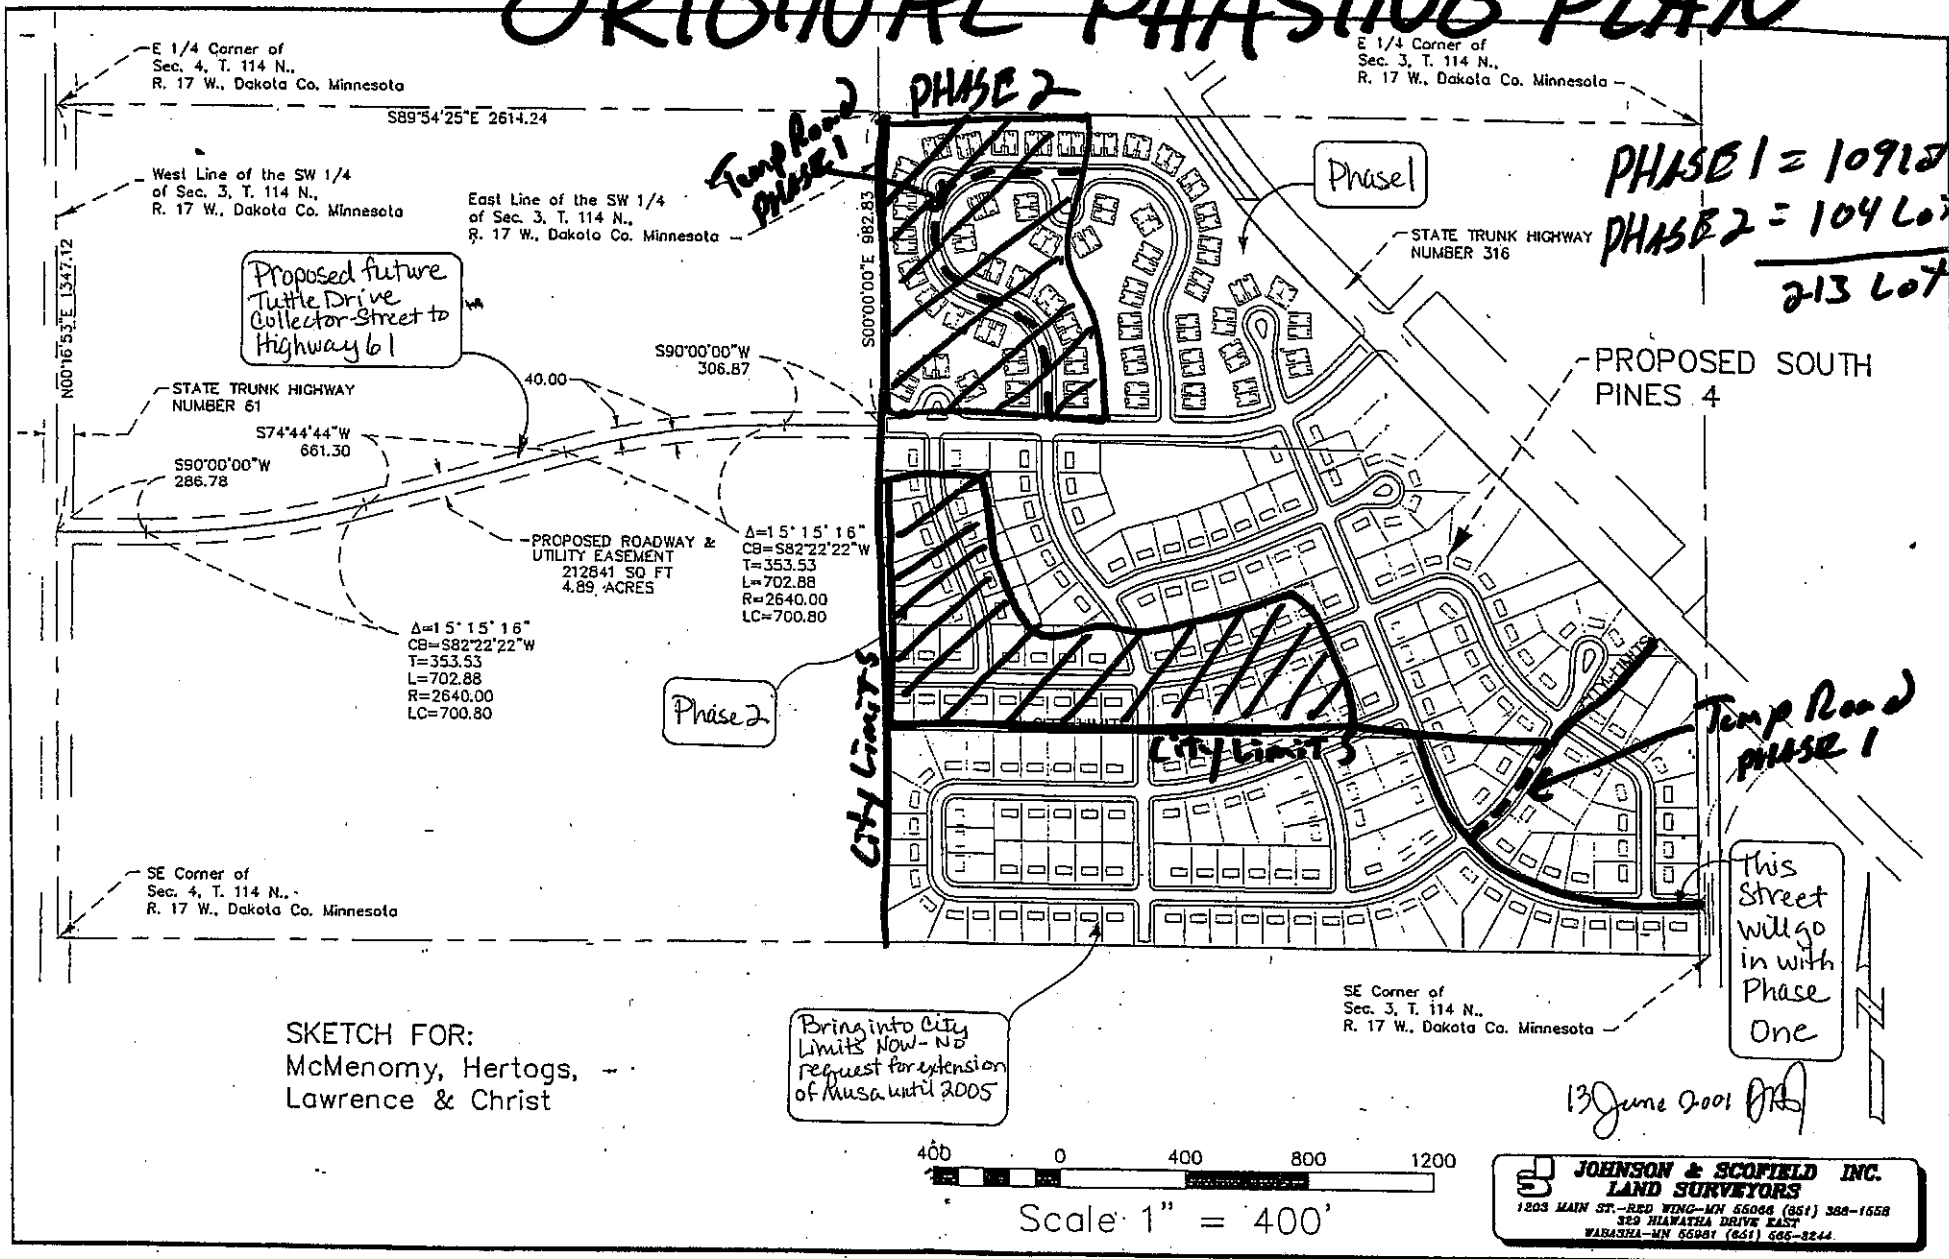 ORIGINAL PHASING PLAN
E 1/4 Corner of
Sec. 4, T. 114 N.,
R. 17 W., Dakota Co. Minnesota
S89°54'25"E 2614.24
E 1/4 Corner of
Sec. 3, T. 114 N.,
R. 17 W., Dakota Co. Minnesota
PHASE 2
Temp Road
PHASE 1
Phase1
PHASE 1 = 109
PHASE 2 = 104
213
West Line of the SW 1/4
of Sec. 3, T. 114 N.,
R. 17 W., Dakota Co. Minnesota
East Line of the SW 1/4
of Sec. 3, T. 114 N.,
R. 17 W., Dakota Co. Minnesota
S00°00'00"E 982.83
N00°16'53"E 1347.12
STATE TRUNK HIGHWAY
NUMBER 316
Proposed future
Tuttle Drive
Collector Street to
Highway 61
PROPOSED SOUTH
PINES 4
STATE TRUNK HIGHWAY
NUMBER 61
40.00
S90°00'00"W
306.87
S74°44'44"W
661.30
S90°00'00"W
286.78
PROPOSED ROADWAY &
UTILITY EASEMENT
212841 SQ FT
4.89 ACRES
Δ=15°15'16"
CB=S82°22'22"W
T=353.53
L=702.88
R=2640.00
LC=700.80
Δ=15°15'16"
CB=S82°22'22"W
T=353.53
L=702.88
R=2640.00
LC=700.80
Phase 2
City Limits
City Limits
Temp Road
PHASE 1
This
Street
will go
in with
Phase
One
SE Corner of
Sec. 4, T. 114 N.,
R. 17 W., Dakota Co. Minnesota
SE Corner of
Sec. 3, T. 114 N.,
R. 17 W., Dakota Co. Minnesota
Bring into City
Limits Now - No
request for extension
of Musa until 2005
SKETCH FOR:
McMenomy, Hertogs,
Lawrence & Christ
13 June 2001
N
400 0 400 800 1200
Scale 1" = 400'
JOHNSON & SCOFIELD INC.
LAND SURVEYORS
1203 MAIN ST.-RED WING-MN 55066 (651) 388-1558
329 HIAWATHA DRIVE EAST
WABASHA-MN 55981 (651) 565-3244